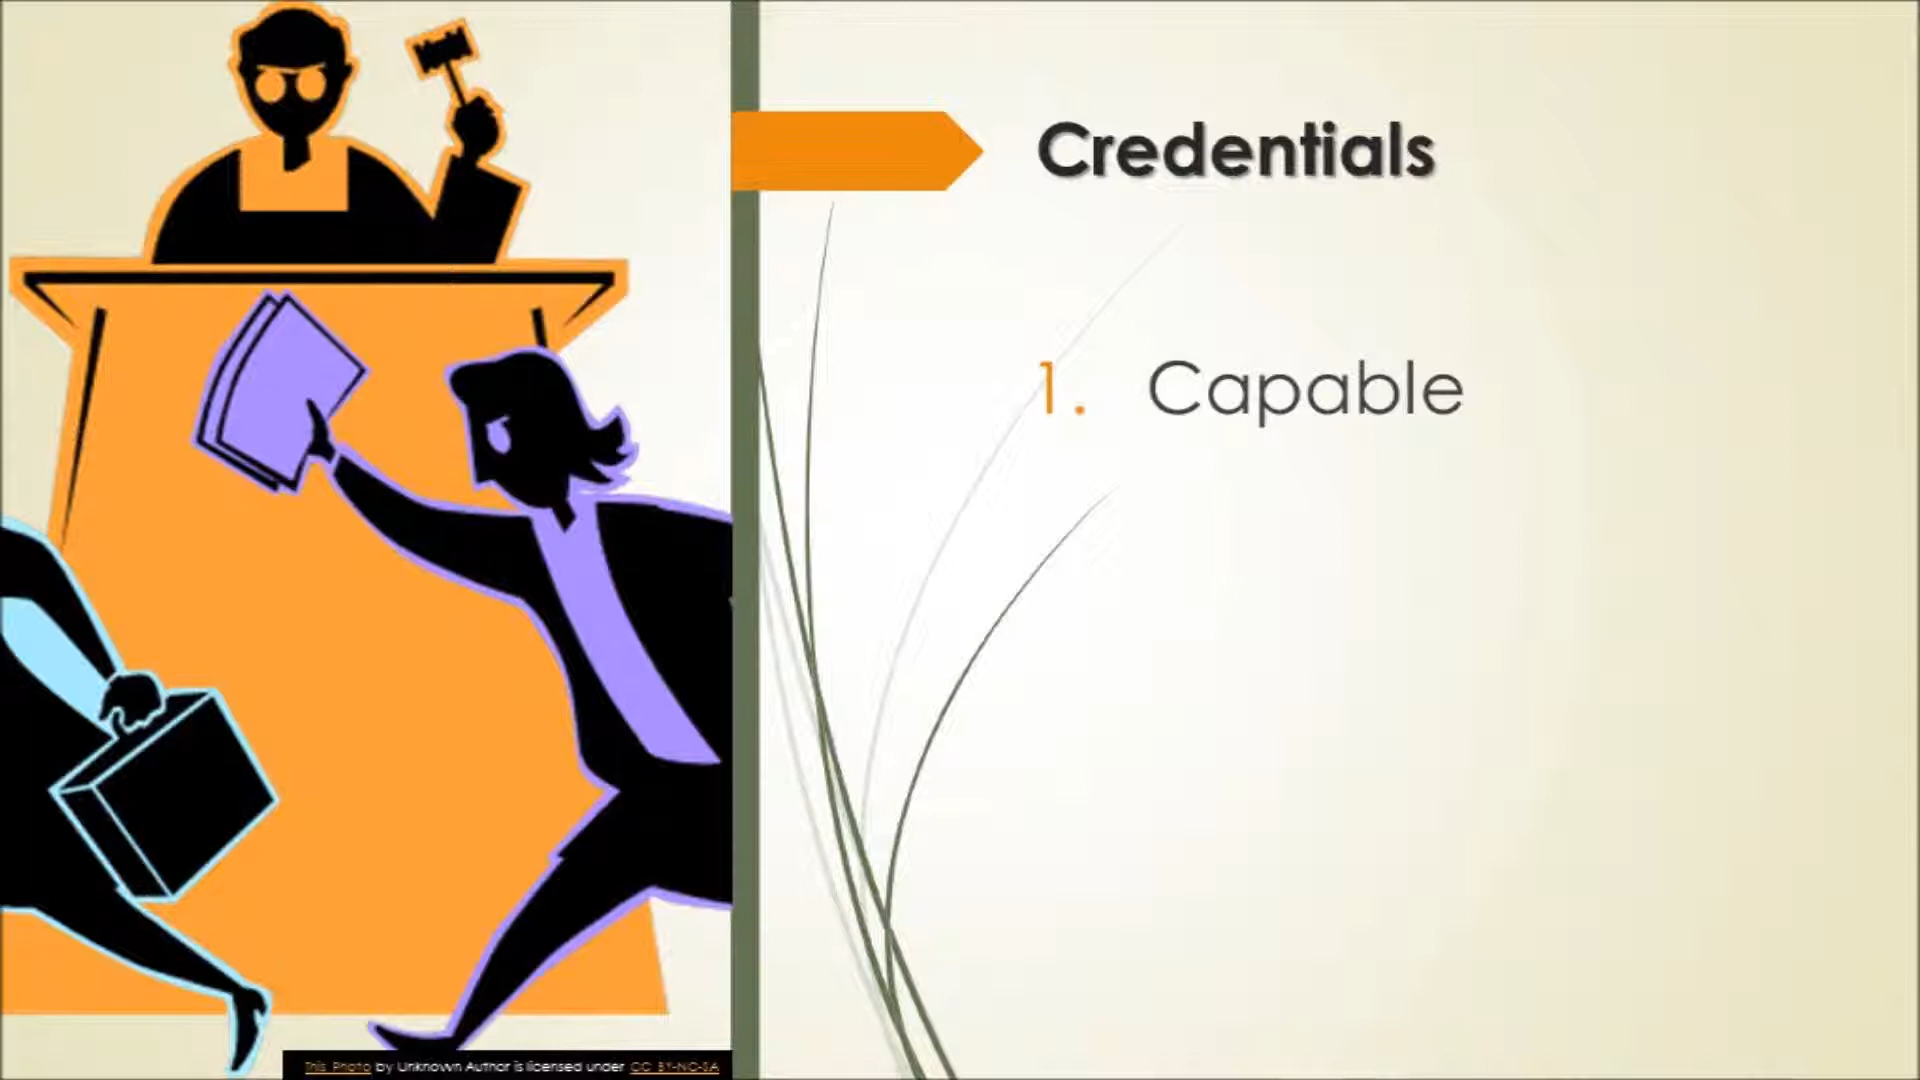 Credentials
1. Capable
This Photo by Unknown Author is licensed under CC BY-NC-SA